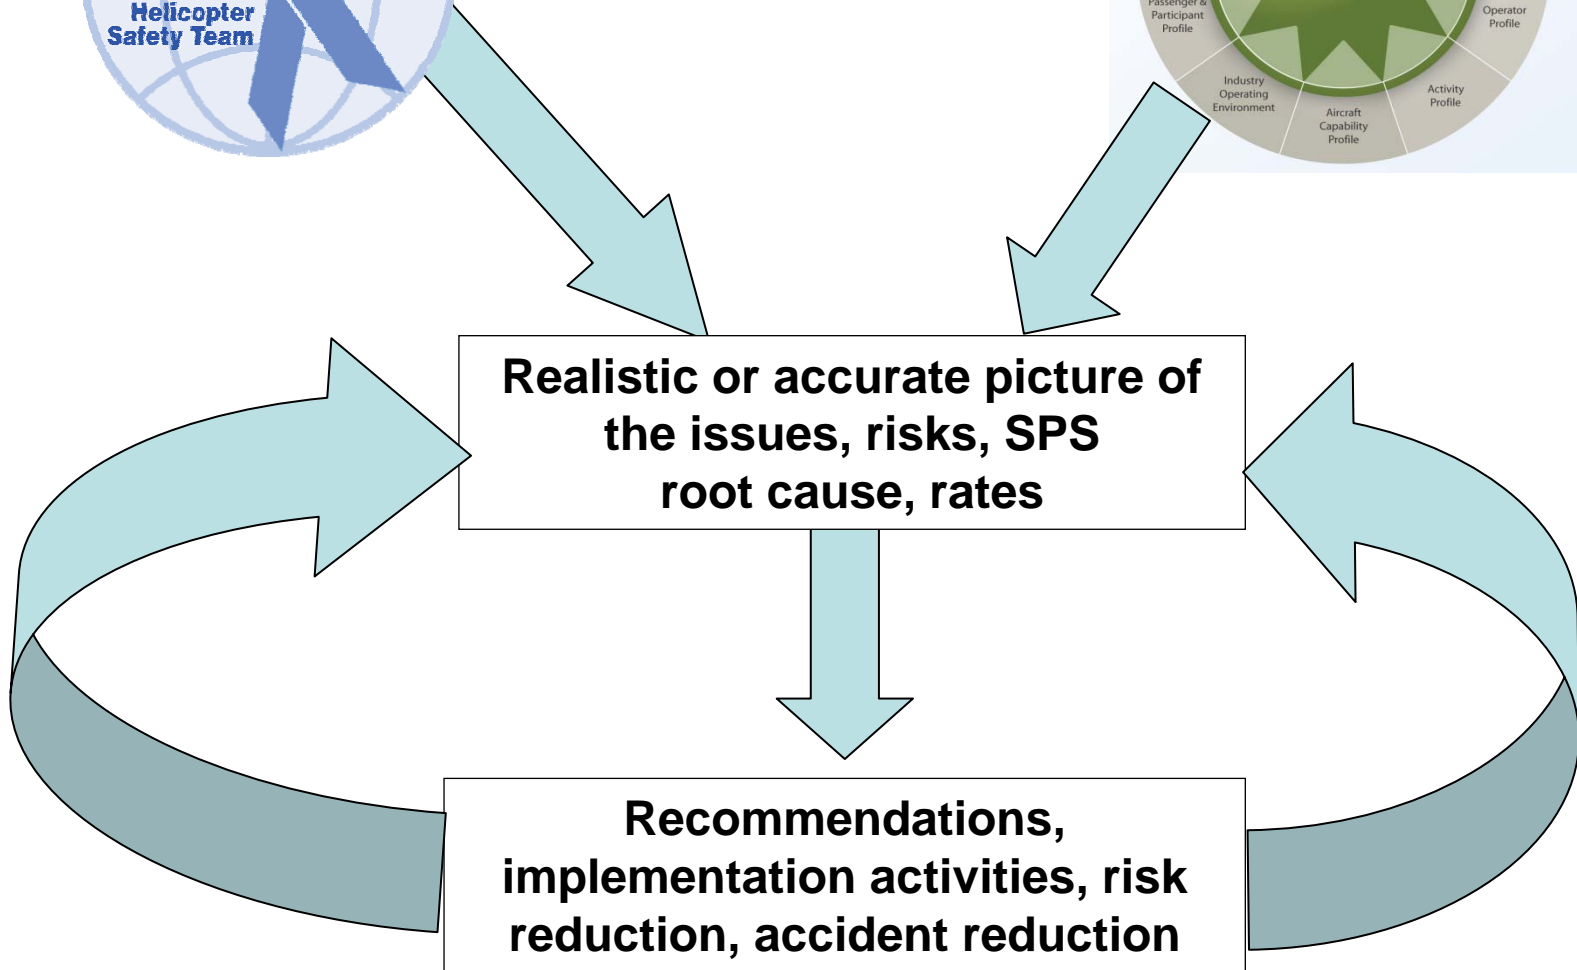 Helicopter
Safety Team
Passenger &
Participant
Profile
Operator
Profile
Industry
Operating
Environment
Aircraft
Capability
Profile
Activity
Profile
Realistic or accurate picture of
the issues, risks, SPS
root cause, rates
Recommendations,
implementation activities, risk
reduction, accident reduction